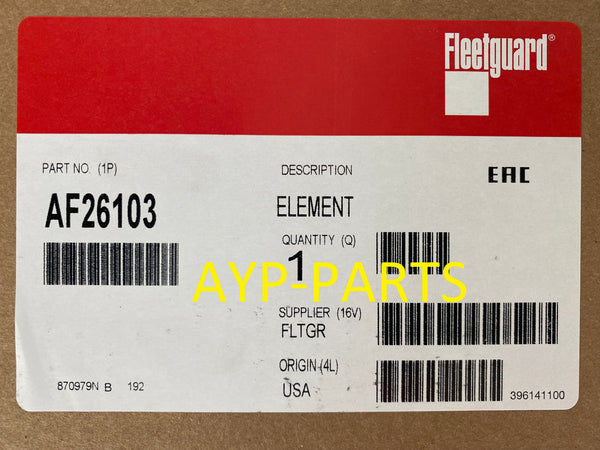 Fleetguard®
PART NO. (1P)
DESCRIPTION
EAC
AF26103
ELEMENT
QUANTITY (Q)
1
AYP-PARTS
SUPPLIER (16V)
FLTGR
ORIGIN (4L)
USA
870979N B 192
396141100